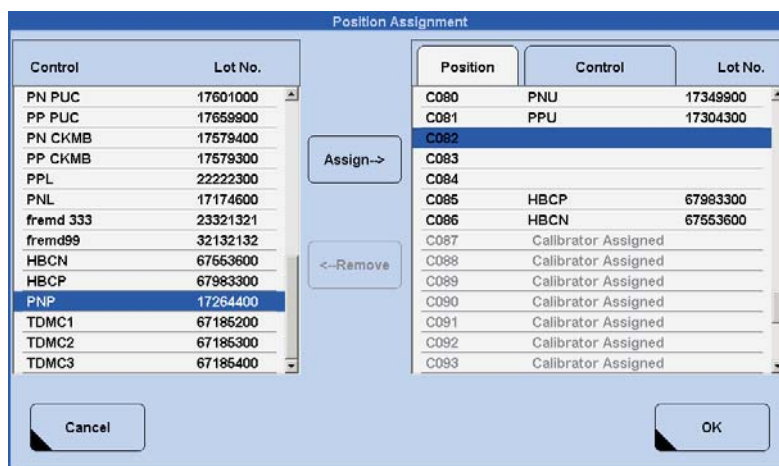 Position Assignment
Control Lot No.
PN PUC 17601000
PP PUC 17659900
PN CKMB 17579400
PP CKMB 17579300
PPL 22222300
PNL 17174600
fremd 333 23321321
fremd99 32132132
HBCN 67553600
HBCP 67983300
PNP 17264400
TDMC1 67185200
TDMC2 67185300
TDMC3 67185400
Assign-->
<--Remove
Position Control Lot No.
C080 PNU 17349900
C081 PPU 17304300
C082
C083
C084
C085 HBCP 67983300
C086 HBCN 67553600
C087 Calibrator Assigned
C088 Calibrator Assigned
C089 Calibrator Assigned
C090 Calibrator Assigned
C091 Calibrator Assigned
C092 Calibrator Assigned
C093 Calibrator Assigned
Cancel
OK